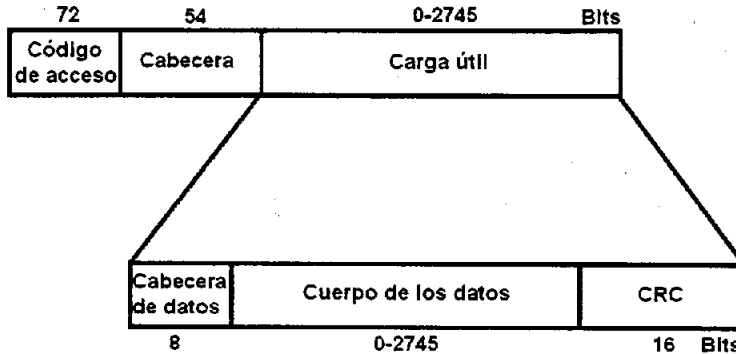 72 54 0-2745 Bits
Código de acceso Cabecera Carga útil
Cabecera de datos Cuerpo de los datos CRC
8 0-2745 16 Bits